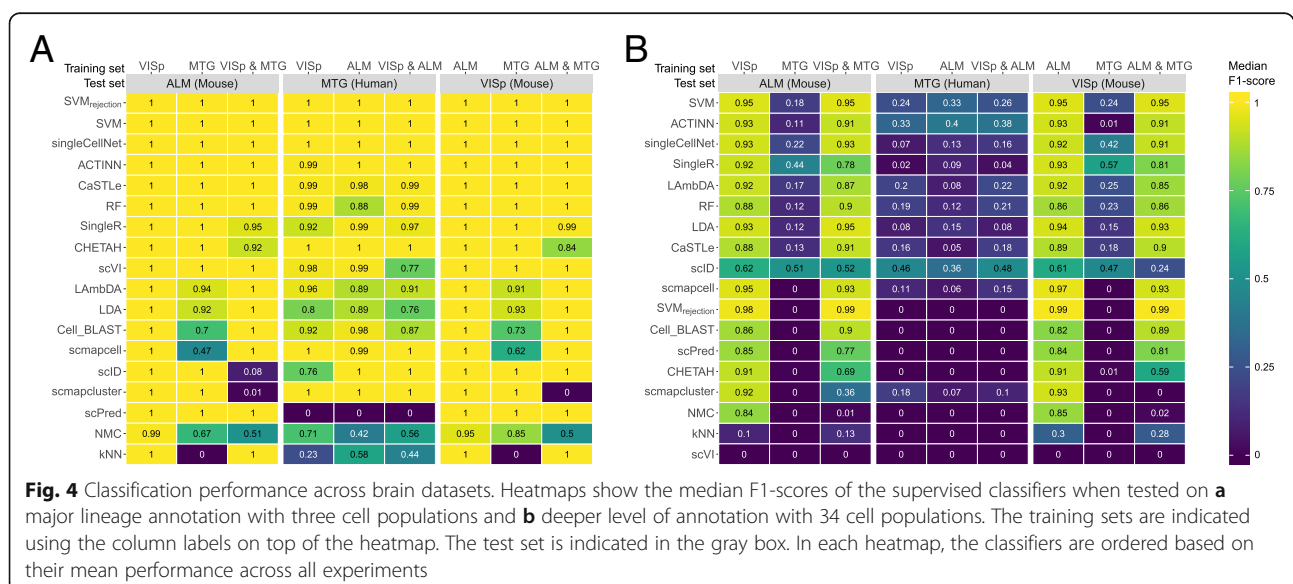 A
Training set VISp MTG VISp & MTG VISp ALM VISp & ALM ALM MTG ALM & MTG
Test set ALM (Mouse) MTG (Human) VISp (Mouse)
SVMrejection 1 1 1 1 1 1 1 1 1
SVM 1 1 1 1 1 1 1 1 1
singleCellNet 1 1 1 1 1 1 1 1 1
ACTINN 1 1 1 0.99 1 1 1 1 1
CaSTLe 1 1 1 0.99 0.98 0.99 1 1 1
RF 1 1 1 0.99 0.88 0.99 1 1 1
SingleR 1 1 0.95 0.92 0.99 0.97 1 1 0.99
CHETAH 1 1 0.92 1 1 1 1 1 0.84
scVI 1 1 1 0.98 0.99 0.77 1 1 1
LAmbDA 1 0.94 1 0.96 0.89 0.91 1 0.91 1
LDA 1 0.92 1 0.8 0.89 0.76 1 0.93 1
Cell_BLAST 1 0.7 1 0.92 0.98 0.87 1 0.73 1
scmapcell 1 0.47 1 1 0.99 1 1 0.62 1
scID 1 1 0.08 0.76 1 1 1 1 1
scmapcluster 1 1 0.01 1 1 1 1 1 0
scPred 1 1 1 0 0 0 1 1 1
NMC 0.99 0.67 0.51 0.71 0.42 0.56 0.95 0.85 0.5
kNN 1 0 1 0.23 0.58 0.44 1 0 1
B
Training set VISp MTG VISp & MTG VISp ALM VISp & ALM ALM MTG ALM & MTG
Test set ALM (Mouse) MTG (Human) VISp (Mouse)
SVM 0.95 0.18 0.95 0.24 0.33 0.26 0.95 0.24 0.95
ACTINN 0.93 0.11 0.91 0.33 0.4 0.38 0.93 0.01 0.91
singleCellNet 0.93 0.22 0.93 0.07 0.13 0.16 0.92 0.42 0.91
SingleR 0.92 0.44 0.78 0.02 0.09 0.04 0.93 0.57 0.81
LAmbDA 0.92 0.17 0.87 0.2 0.08 0.22 0.92 0.25 0.85
RF 0.88 0.12 0.9 0.19 0.12 0.21 0.86 0.23 0.86
LDA 0.92 0.12 0.95 0.08 0.15 0.08 0.94 0.15 0.93
CaSTLe 0.88 0.13 0.91 0.16 0.05 0.18 0.89 0.18 0.9
scID 0.62 0.51 0.52 0.46 0.36 0.48 0.61 0.47 0.24
scmapcell 0.95 0 0.93 0.11 0.06 0.15 0.97 0 0.93
SVMrejection 0.98 0 0.99 0 0 0 0.99 0 0.99
Cell_BLAST 0.86 0 0.9 0 0 0 0.82 0 0.89
scPred 0.85 0 0.77 0 0 0 0.84 0 0.81
CHETAH 0.91 0 0.69 0 0 0 0.91 0.01 0.59
scmapcluster 0.92 0 0.36 0.18 0.07 0.1 0.93 0 0
NMC 0.84 0 0.01 0 0 0 0.85 0 0.02
kNN 0.1 0 0.13 0 0 0 0.3 0 0.28
scVI 0 0 0 0 0 0 0 0 0
Median
F1-score
1
0.75
0.5
0.25
0
Fig. 4 Classification performance across brain datasets. Heatmaps show the median F1-scores of the supervised classifiers when tested on a
major lineage annotation with three cell populations and b deeper level of annotation with 34 cell populations. The training sets are indicated
using the column labels on top of the heatmap. The test set is indicated in the gray box. In each heatmap, the classifiers are ordered based on
their mean performance across all experiments